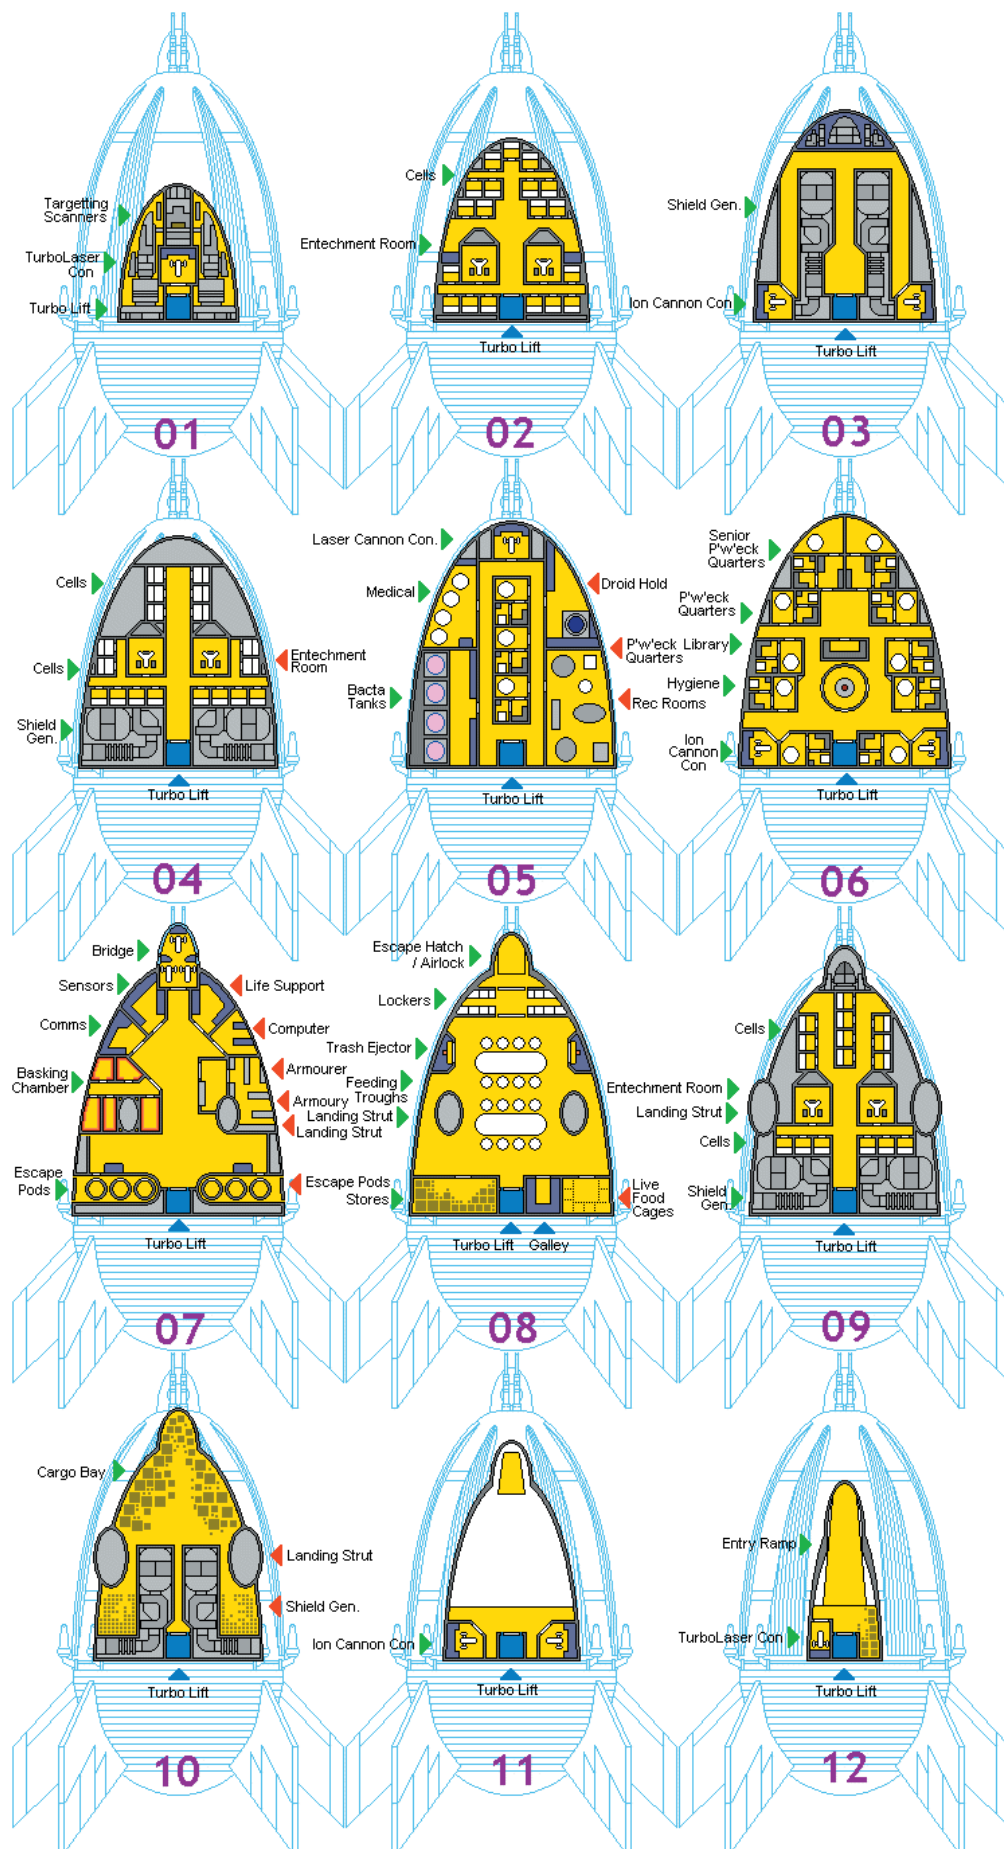 Targetting
Scanners
TurboLaser
Con
Turbo Lift
01
Cells
Entechment Room
Turbo Lift
02
Shield Gen.
Ion Cannon Con
Turbo Lift
03
Cells
Cells
Shield
Gen.
Entechment
Room
Turbo Lift
04
Laser Cannon Con.
Medical
Bacta
Tanks
Droid Hold
P'w'eck Library
Quarters
Rec Rooms
Turbo Lift
05
Senior
P'w'eck
Quarters
P'w'eck
Quarters
Hygiene
Ion
Cannon
Con
Turbo Lift
06
Bridge
Sensors
Comms
Basking
Chamber
Escape
Pods
Life Support
Computer
Armourer
Armoury
Landing Strut
Escape Pods
Turbo Lift
07
Escape Hatch
/ Airlock
Lockers
Trash Ejector
Feeding
Troughs
Landing Strut
Stores
Live
Food
Cages
Turbo Lift
Galley
08
Cells
Entechment Room
Landing Strut
Cells
Shield
Gen
Turbo Lift
09
Cargo Bay
Landing Strut
Shield Gen.
Turbo Lift
10
Ion Cannon Con
Turbo Lift
11
Entry Ramp
TurboLaser Con
Turbo Lift
12